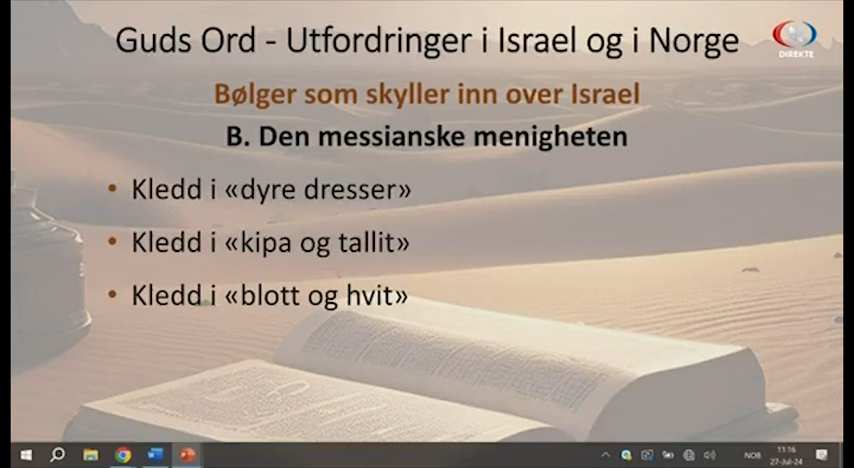 Guds Ord - Utfordringer i Israel og i Norge
DIREKTE
Bølger som skyller inn over Israel
B. Den messianske menigheten
• Kledd i «dyre dresser»
• Kledd i «kipa og tallit»
• Kledd i «blott og hvit»
NOB
11:16
27-Jul-24